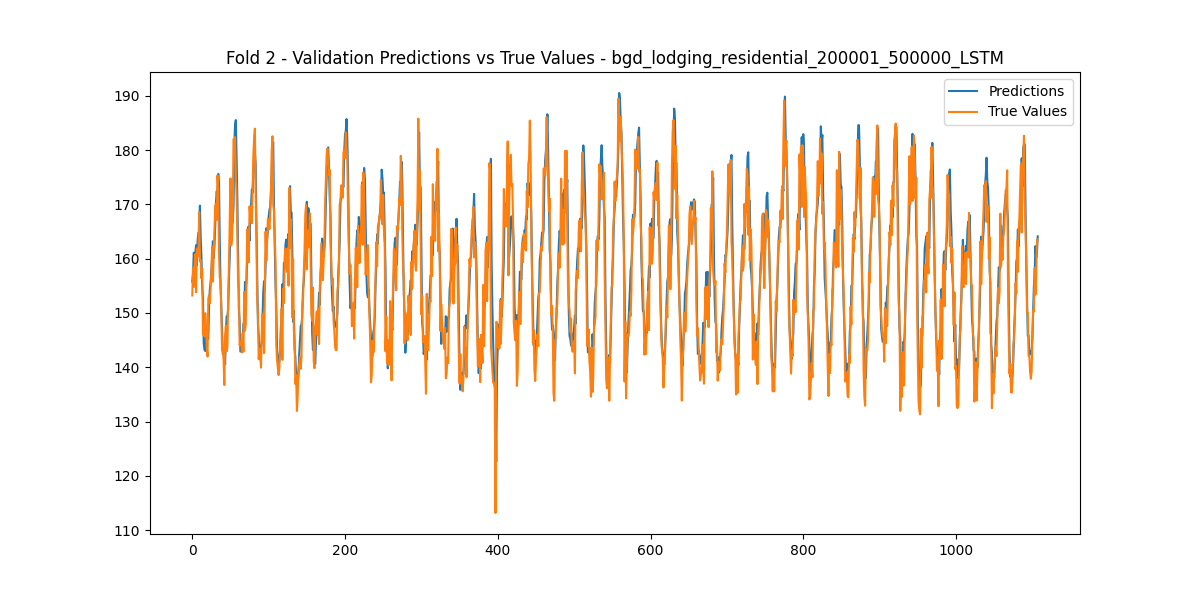 Fold 2 - Validation Predictions vs True Values - bgd_lodging_residential_200001_500000_LSTM
Predictions
True Values
190
180
170
160
150
140
130
120
110
0 200 400 600 800 1000